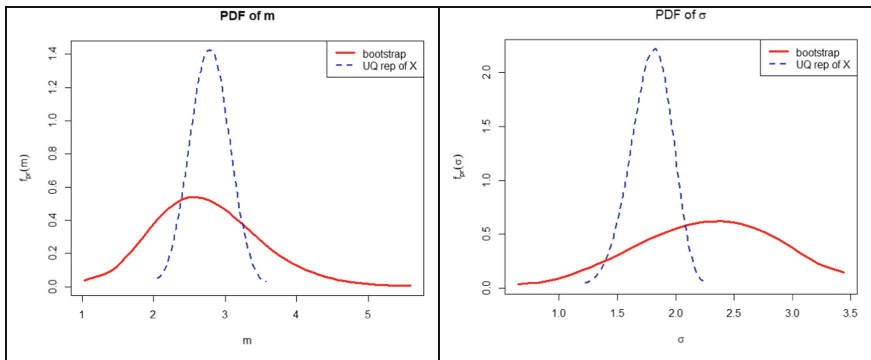 PDF of m
bootstrap
UQ rep of X
f_pr(m)
0.0 0.2 0.4 0.6 0.8 1.0 1.2 1.4
1 2 3 4 5
m
PDF of σ
bootstrap
UQ rep of X
f_pr(σ)
0.0 0.5 1.0 1.5 2.0
1.0 1.5 2.0 2.5 3.0 3.5
σ